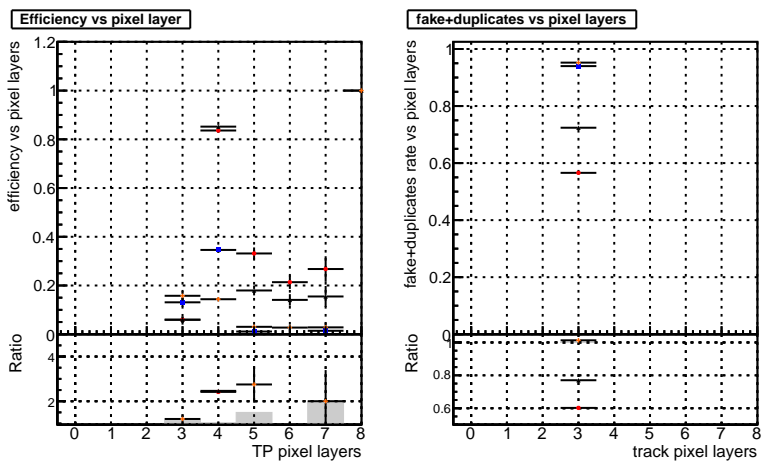 Efficiency vs pixel layer
efficiency vs pixel layers
1.2
1
0.8
0.6
0.4
0.2
0
Ratio
4
2
0 1 2 3 4 5 6 7 8
TP pixel layers
fake+duplicates vs pixel layers
fake+duplicates rate vs pixel layers
1
0.8
0.6
0.4
0.2
0
Ratio
1
0.8
0.6
0 1 2 3 4 5 6 7 8
track pixel layers